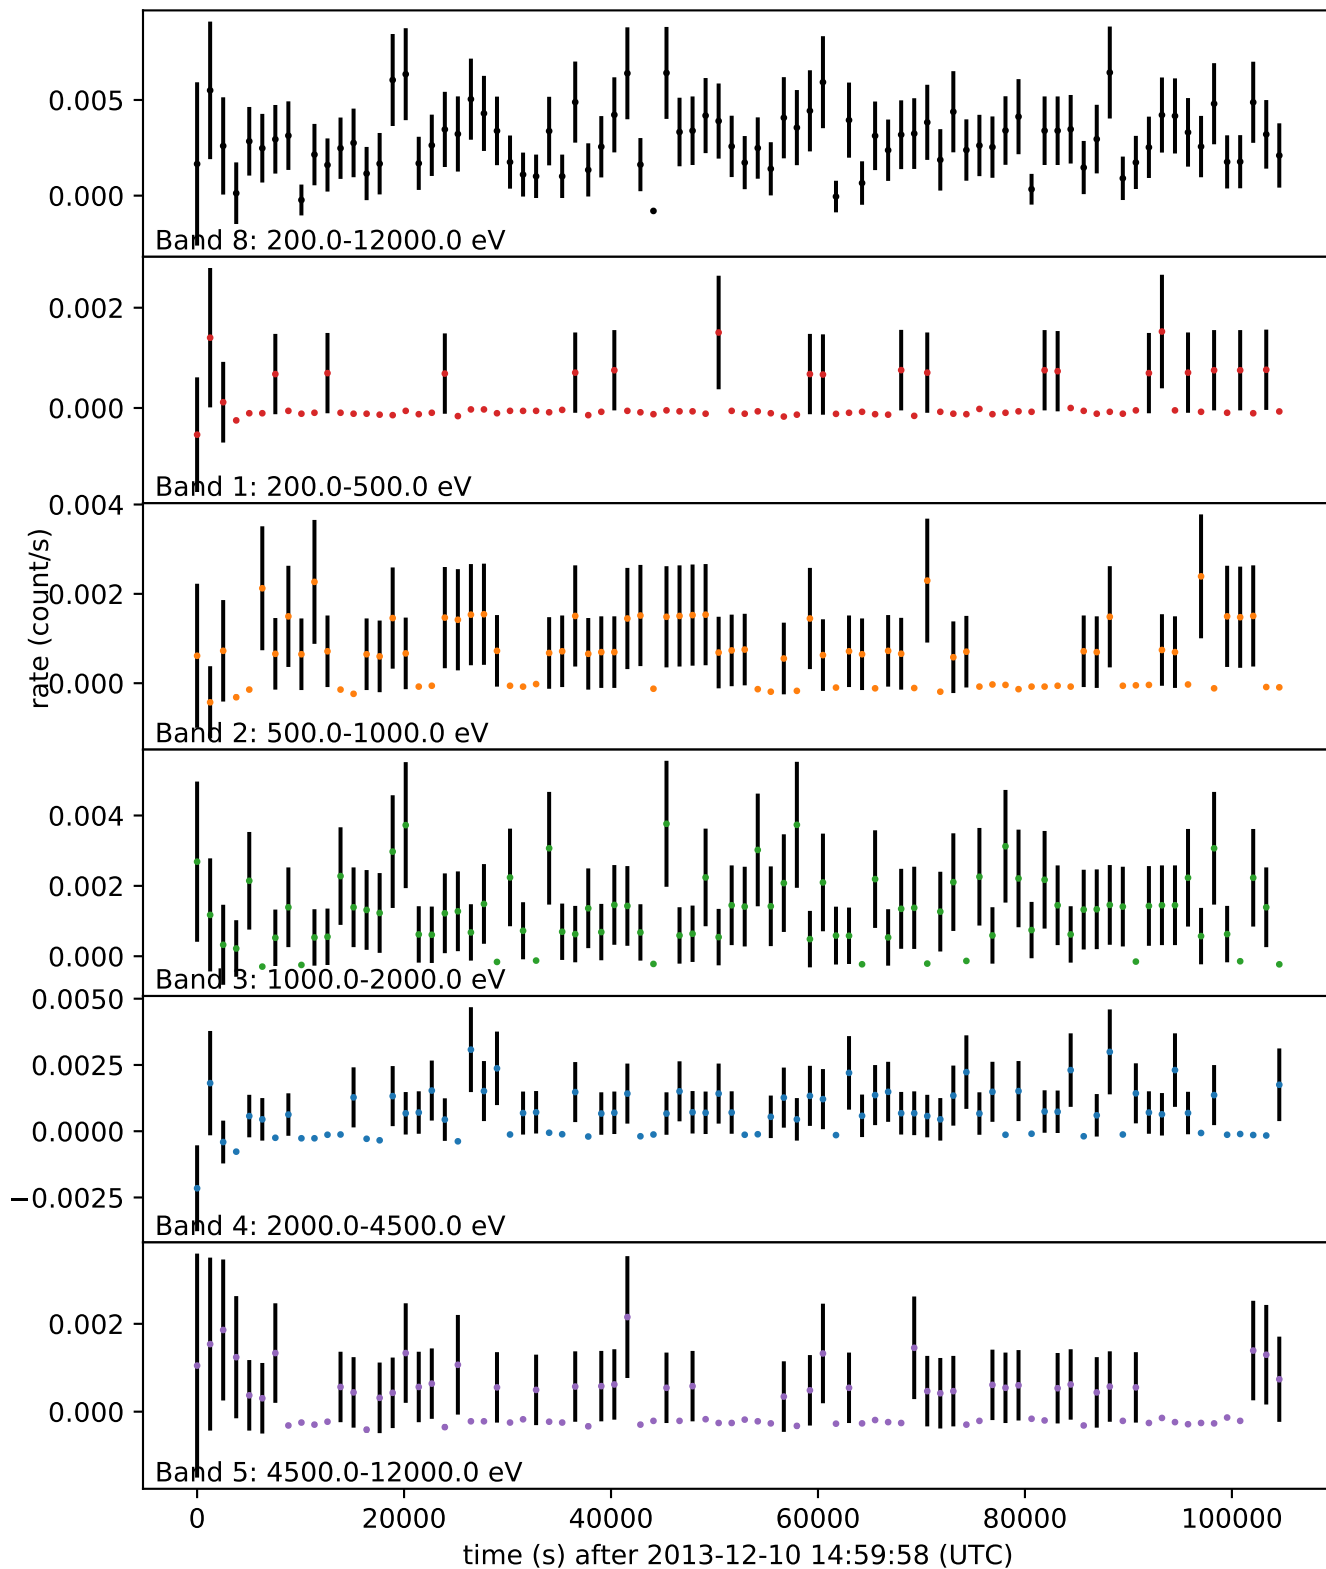 0.005
0.000
Band 8: 200.0-12000.0 eV
0.002
0.000
Band 1: 200.0-500.0 eV
rate (count/s)
0.004
0.002
0.000
Band 2: 500.0-1000.0 eV
0.004
0.002
0.000
Band 3: 1000.0-2000.0 eV
0.0050
0.0025
0.0000
−0.0025
Band 4: 2000.0-4500.0 eV
0.002
0.000
Band 5: 4500.0-12000.0 eV
0 20000 40000 60000 80000 100000
time (s) after 2013-12-10 14:59:58 (UTC)